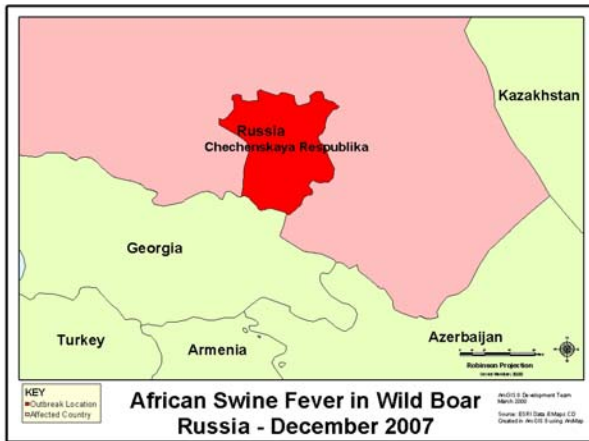 Kazakhstan
Russia
Chechenskaya Respublika
Georgia
Turkey
Armenia
Azerbaijan
Robinson Projection
KEY
Outbreak Location
Affected Country
African Swine Fever in Wild Boar
Russia - December 2007
ArcGIS 8 Development Team
March 2000
Source: ESRI Data & Maps CD
Created in ArcGIS 8 using ArcMap